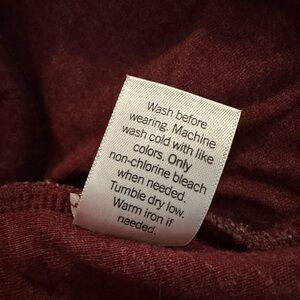 Wash before
wearing. Machine
wash cold with like
colors. Only
non-chlorine bleach
when needed.
Tumble dry low.
Warm iron if
needed.